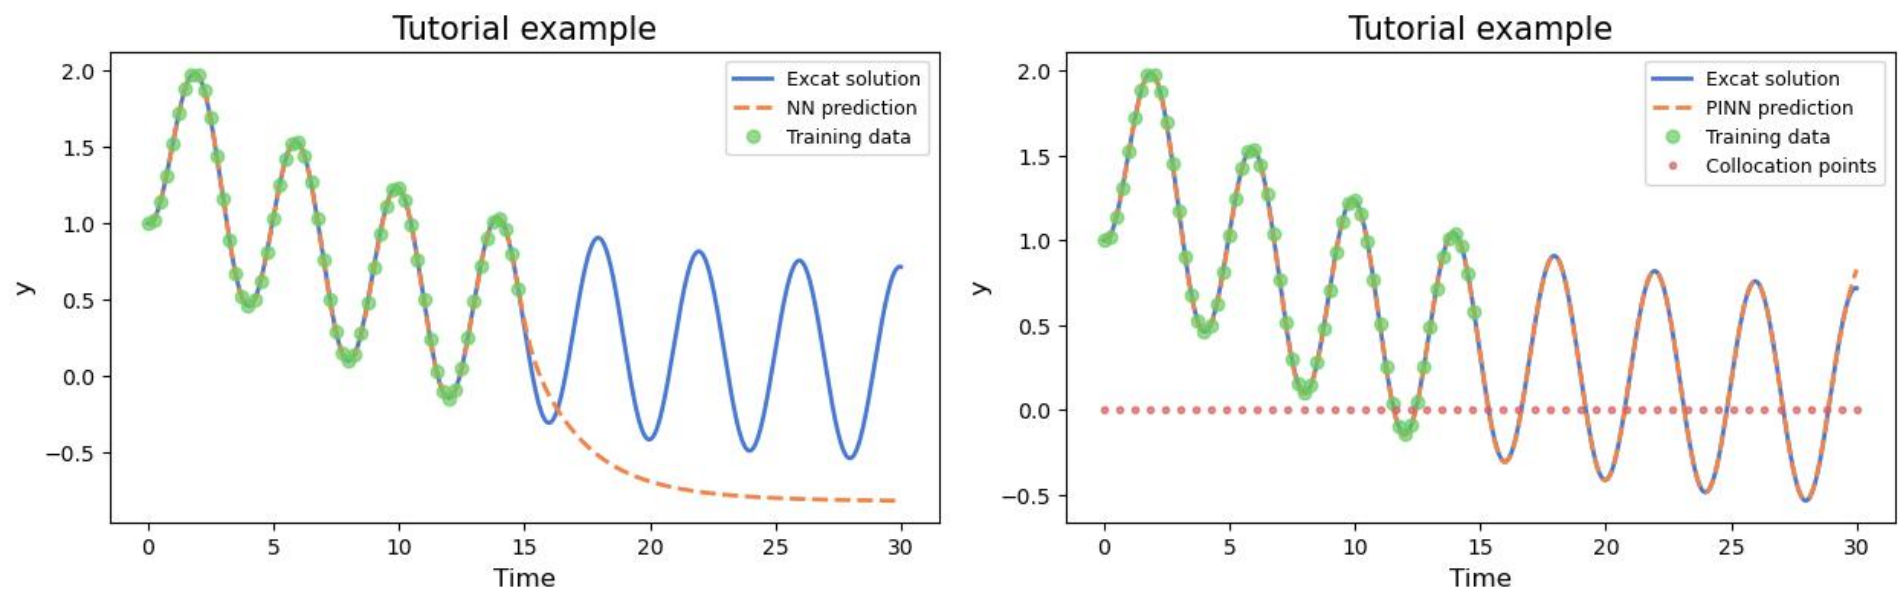 Tutorial example
Excat solution
NN prediction
Training data
2.0
1.5
1.0
0.5
0.0
−0.5
y
0 5 10 15 20 25 30
Time
Tutorial example
Excat solution
PINN prediction
Training data
Collocation points
2.0
1.5
1.0
0.5
0.0
−0.5
y
0 5 10 15 20 25 30
Time